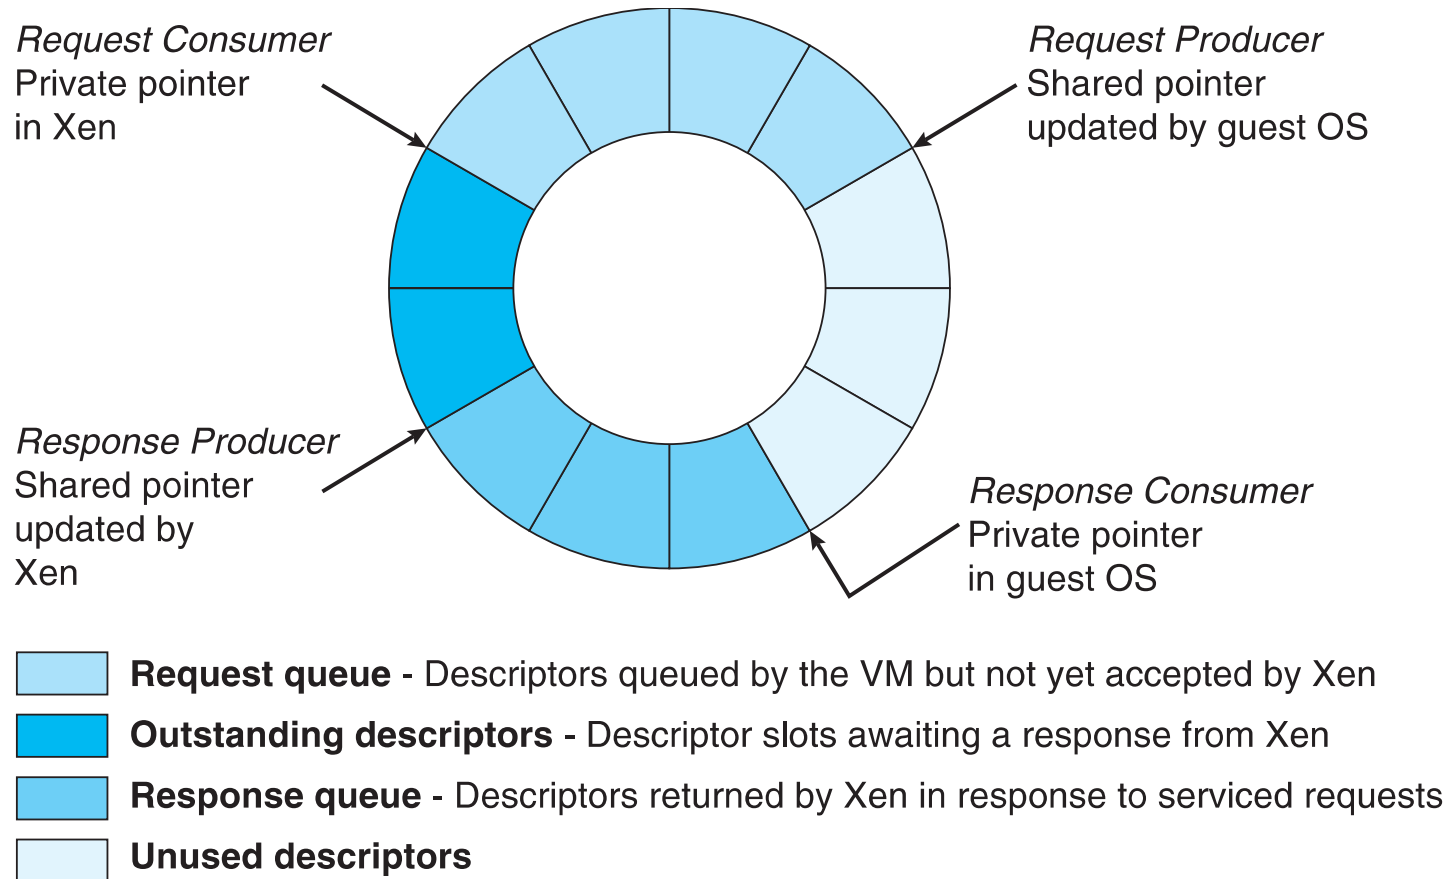 Request Consumer
Private pointer
in Xen
Request Producer
Shared pointer
updated by guest OS
Response Producer
Shared pointer
updated by
Xen
Response Consumer
Private pointer
in guest OS
Request queue - Descriptors queued by the VM but not yet accepted by Xen
Outstanding descriptors - Descriptor slots awaiting a response from Xen
Response queue - Descriptors returned by Xen in response to serviced requests
Unused descriptors